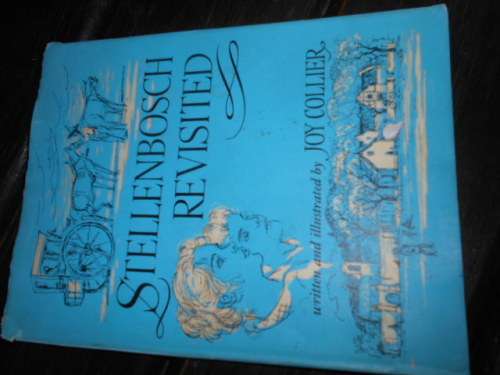 STELLENBOSCH
REVISITED
written and illustrated by JOY COLLIER